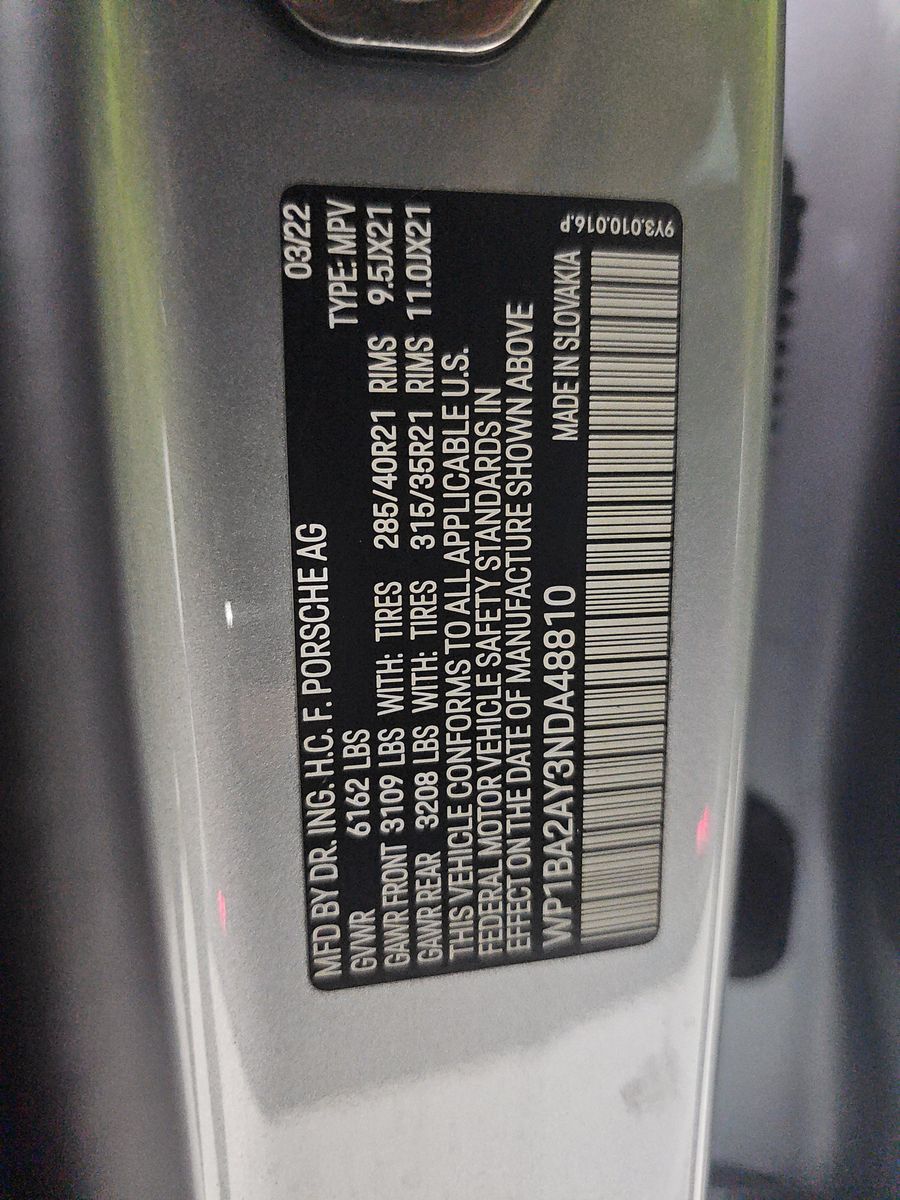 MFD BY DR. ING. H.C. F. PORSCHE AG 03/22
GVWR 6162 LBS TYPE: MPV
GAWR FRONT 3109 LBS WITH: TIRES 285/40R21 RIMS 9.5JX21
GAWR REAR 3208 LBS WITH: TIRES 315/35R21 RIMS 11.0JX21
THIS VEHICLE CONFORMS TO ALL APPLICABLE U.S.
FEDERAL MOTOR VEHICLE SAFETY STANDARDS IN
EFFECT ON THE DATE OF MANUFACTURE SHOWN ABOVE
WP1BA2AY3NDA48810 MADE IN SLOVAKIA
9Y3.010.016.P